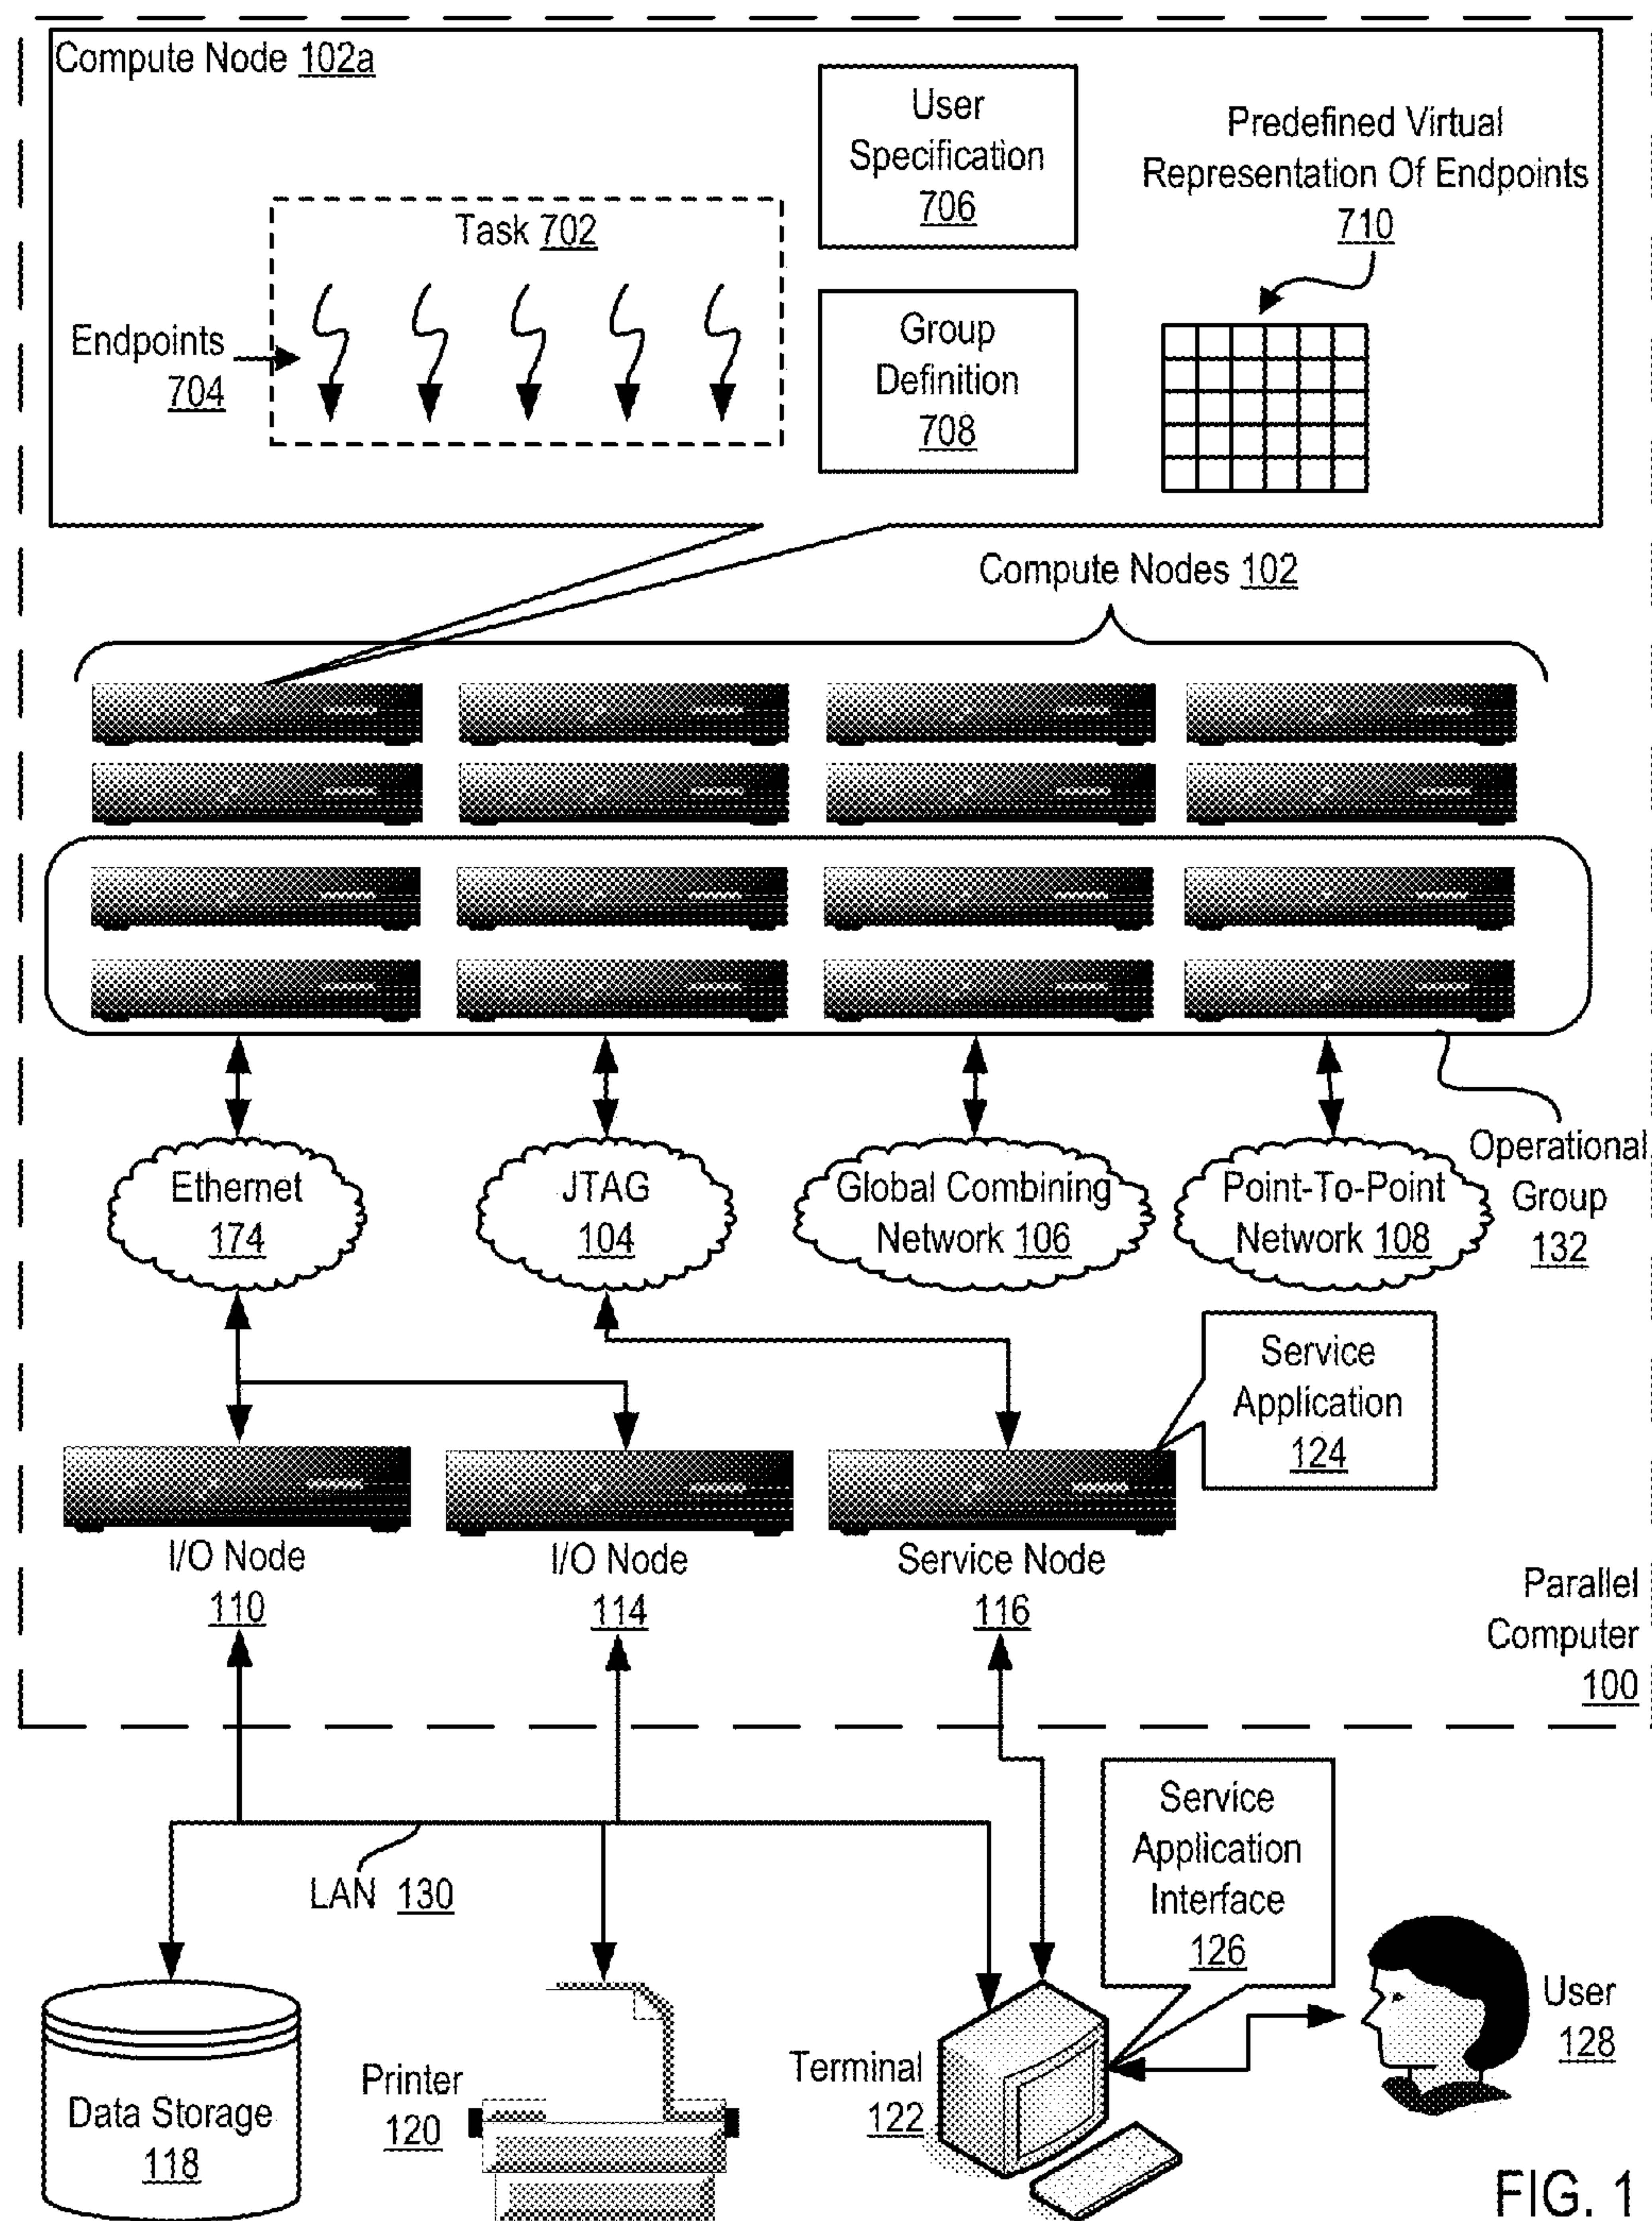 Compute Node 102a
User
Specification
706
Predefined Virtual
Representation Of Endpoints
710
Task 702
Endpoints
704
Group
Definition
708
Compute Nodes 102
Ethernet
174
JTAG
104
Global Combining
Network 106
Point-To-Point
Network 108
Operational
Group
132
Service
Application
124
I/O Node
110
I/O Node
114
Service Node
116
Parallel
Computer
100
LAN 130
Service
Application
Interface
126
Data Storage
118
Printer
120
Terminal
122
User
128
FIG. 1